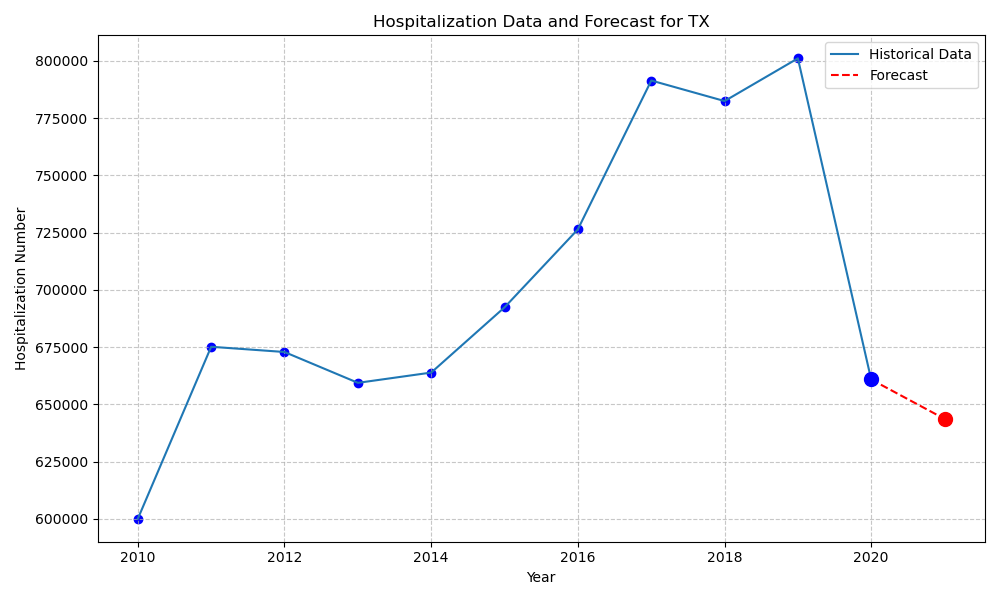 Hospitalization Data and Forecast for TX
Historical Data
Forecast
Hospitalization Number
800000
775000
750000
725000
700000
675000
650000
625000
600000
2010 2012 2014 2016 2018 2020
Year